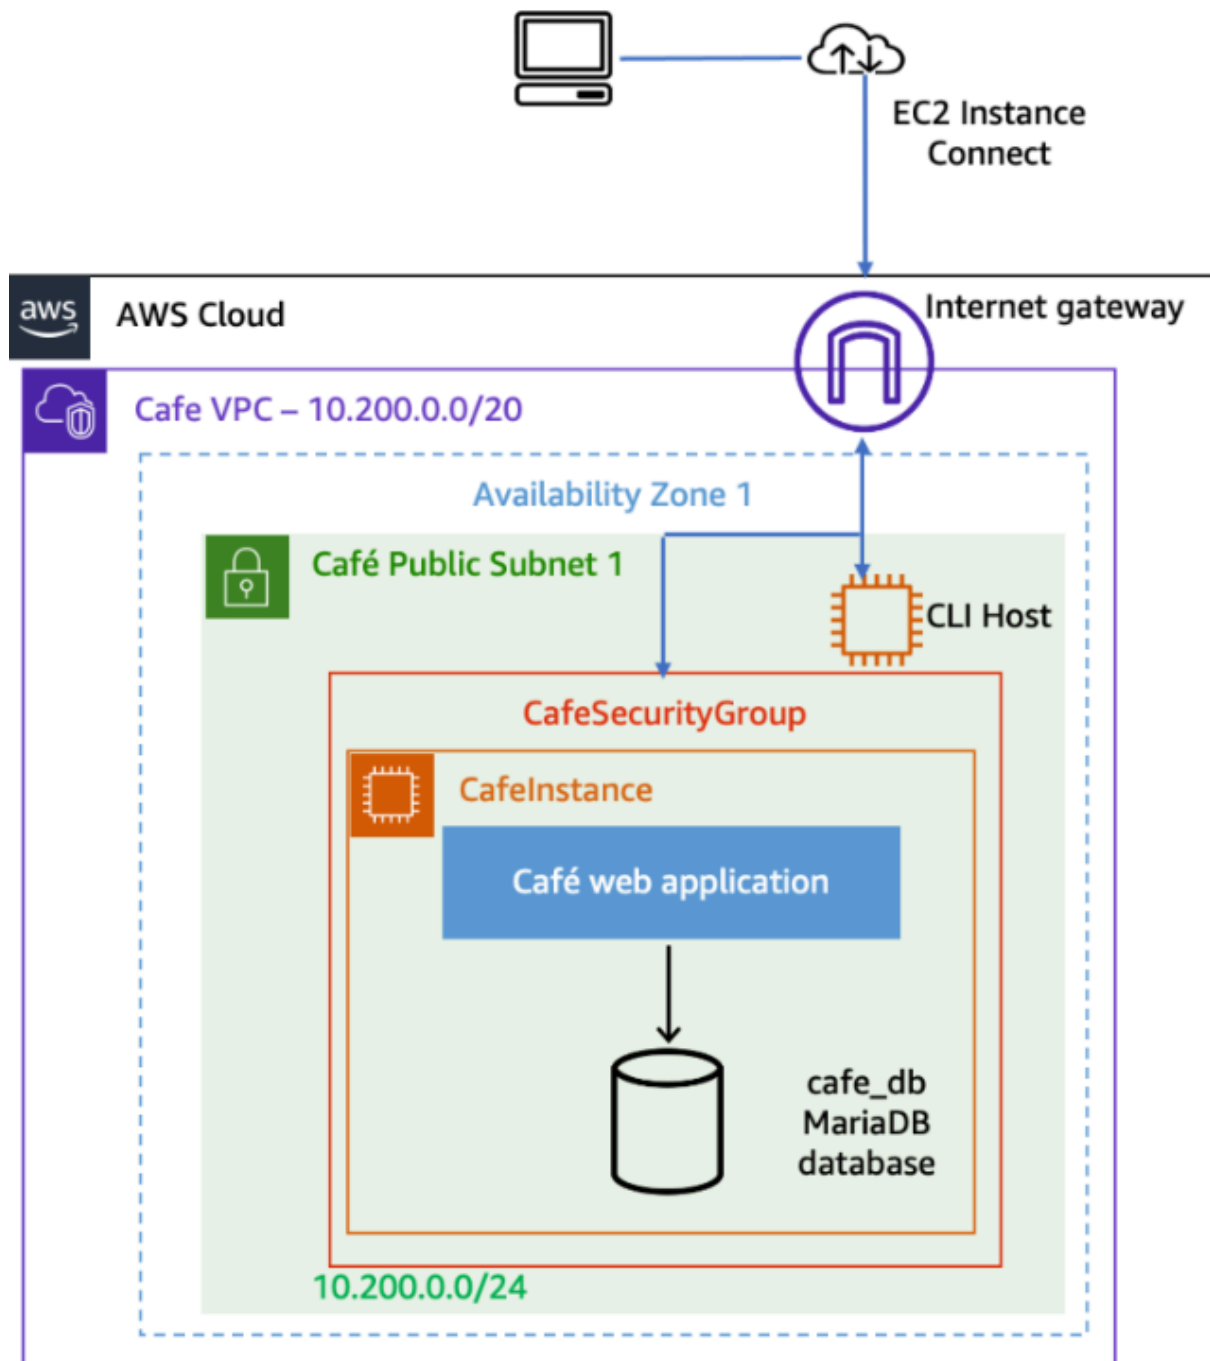 EC2 Instance
Connect
aws
AWS Cloud
Internet gateway
Cafe VPC – 10.200.0.0/20
Availability Zone 1
Café Public Subnet 1
CLI Host
CafeSecurityGroup
CafeInstance
Café web application
cafe_db
MariaDB
database
10.200.0.0/24